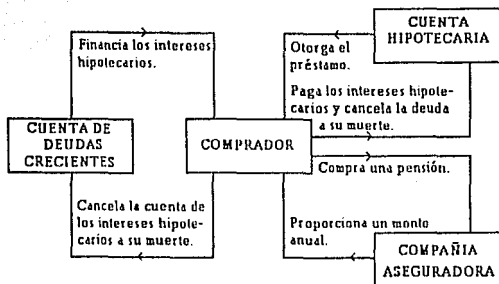 Financia los intereses
hipotecarios.
CUENTA DE
DEUDAS
CRECIENTES
Cancela la cuenta de
los intereses hipote-
carios a su muerte.
COMPRADOR
CUENTA
HIPOTECARIA
Otorga el
préstamo.
Paga los intereses hipote-
carios y cancela la deuda
a su muerte.
Compra una pensión.
Proporciona un monto
anual.
COMPAÑIA
ASEGURADORA